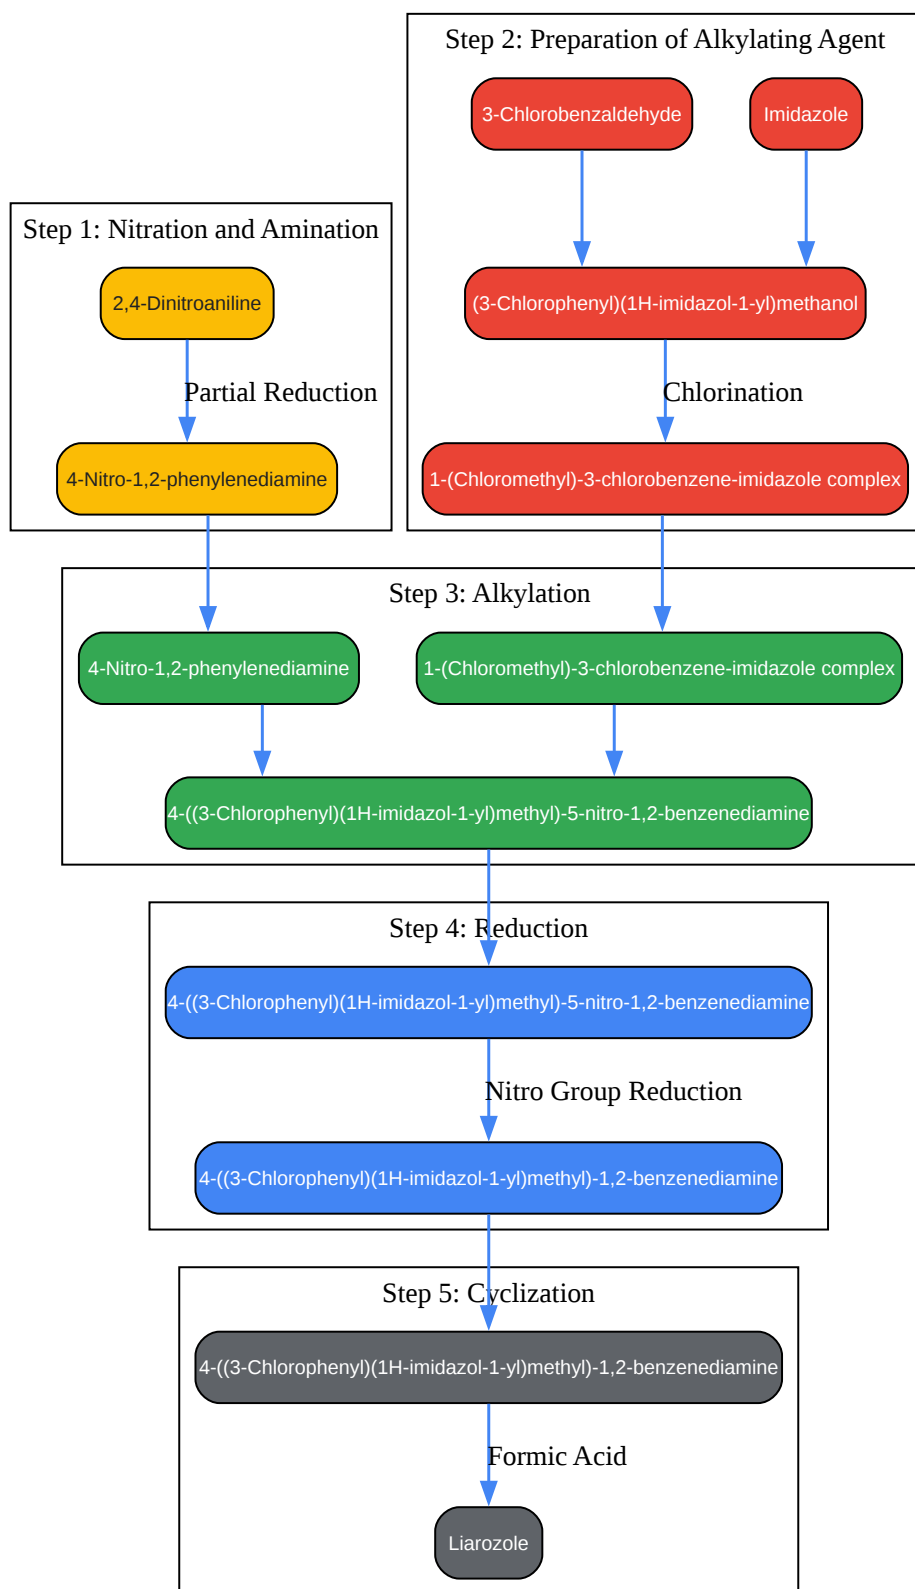 Step 2: Preparation of Alkylating Agent
3-Chlorobenzaldehyde
Imidazole
Step 1: Nitration and Amination
2,4-Dinitroaniline
(3-Chlorophenyl)(1H-imidazol-1-yl)methanol
Partial Reduction
Chlorination
4-Nitro-1,2-phenylenediamine
1-(Chloromethyl)-3-chlorobenzene-imidazole complex
Step 3: Alkylation
4-Nitro-1,2-phenylenediamine
1-(Chloromethyl)-3-chlorobenzene-imidazole complex
4-((3-Chlorophenyl)(1H-imidazol-1-yl)methyl)-5-nitro-1,2-benzenediamine
Step 4: Reduction
4-((3-Chlorophenyl)(1H-imidazol-1-yl)methyl)-5-nitro-1,2-benzenediamine
Nitro Group Reduction
4-((3-Chlorophenyl)(1H-imidazol-1-yl)methyl)-1,2-benzenediamine
Step 5: Cyclization
4-((3-Chlorophenyl)(1H-imidazol-1-yl)methyl)-1,2-benzenediamine
Formic Acid
Liarozole